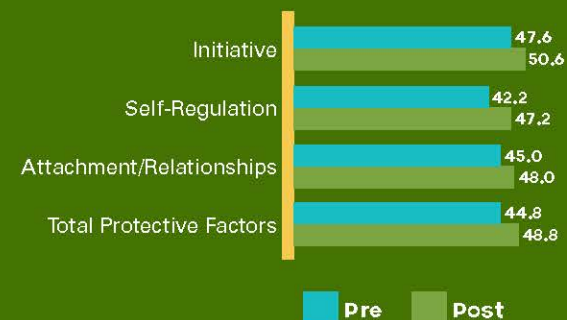 Initiative
47.6
50.6
Self-Regulation
42.2
47.2
Attachment/Relationships
45.0
48.0
Total Protective Factors
44.8
48.8
Pre Post